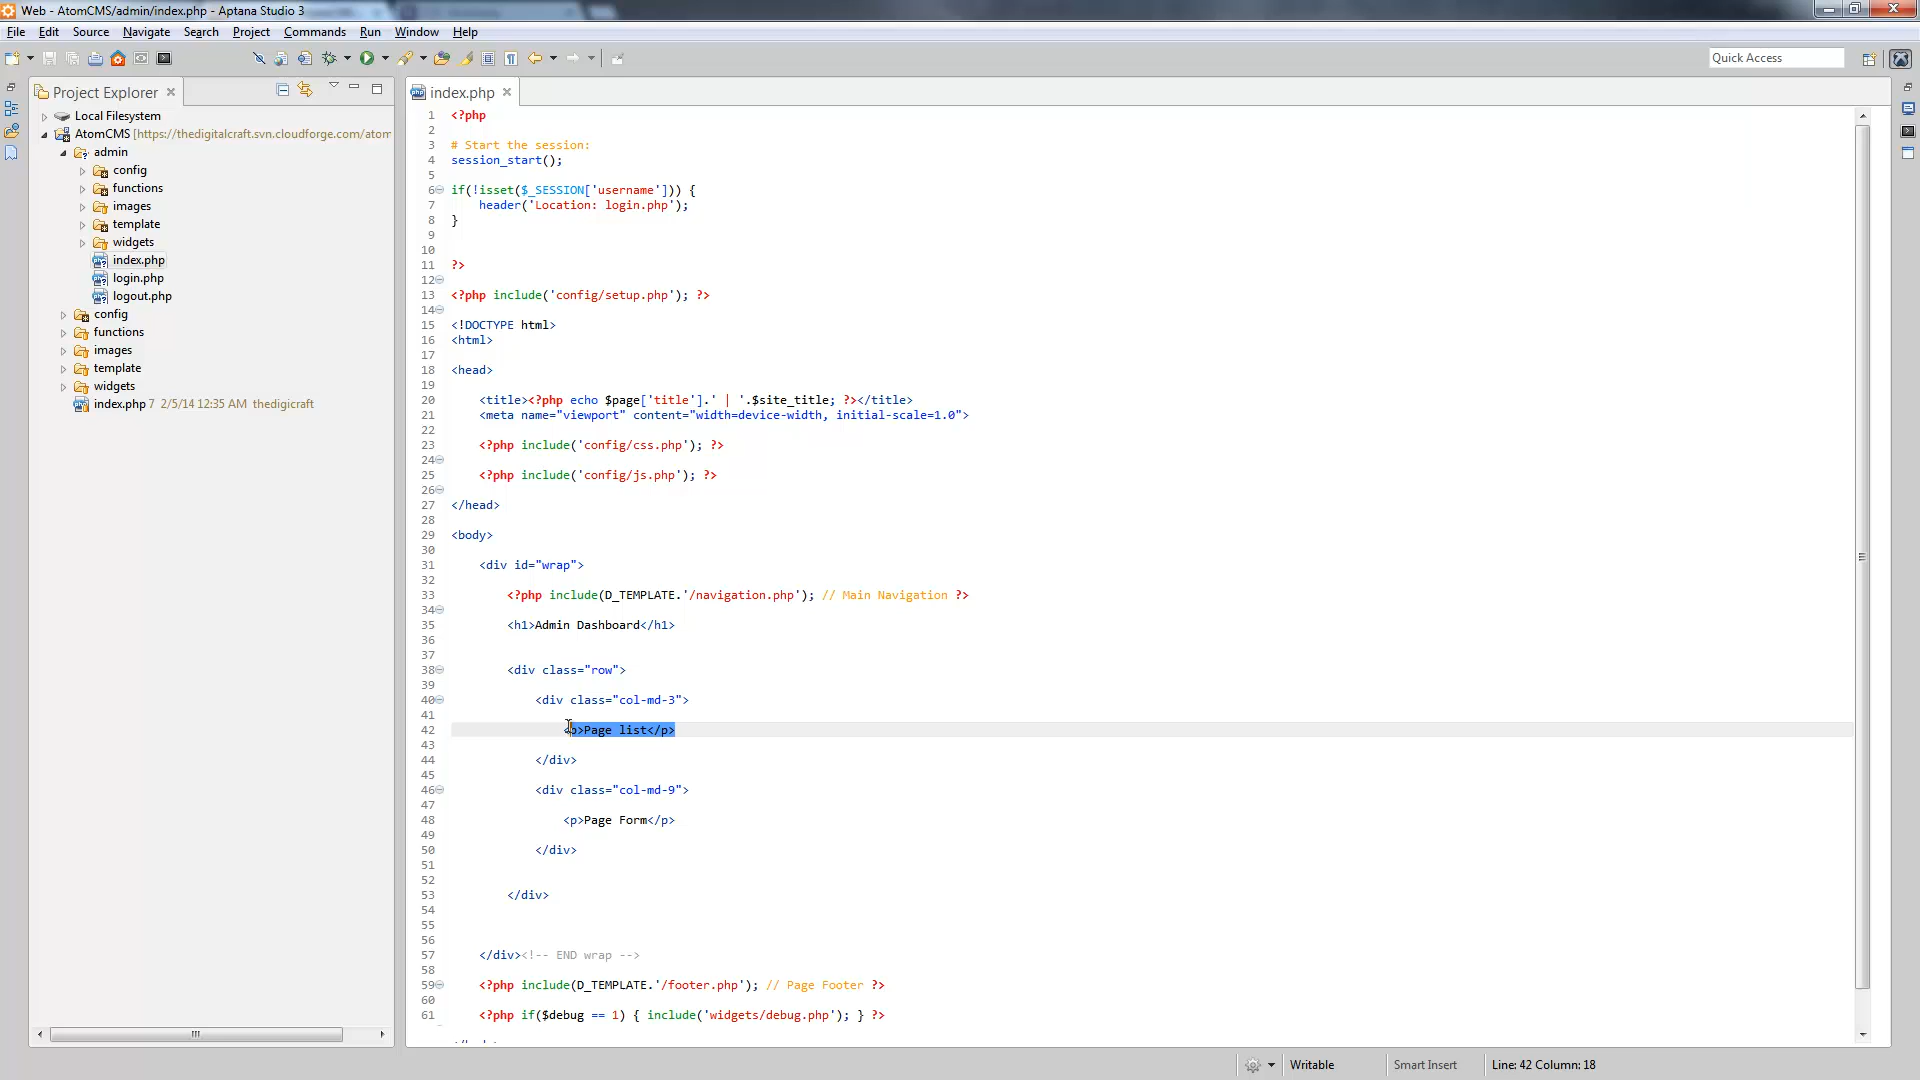 Web - AtomCMS/admin/index.php - Aptana Studio 3
File Edit Source Navigate Search Project Commands Run Window Help
Quick Access
Project Explorer
index.php
Local Filesystem
AtomCMS [https://thedigitalcraft.svn.cloudforge.com/atom
admin
config
functions
images
template
widgets
index.php
login.php
logout.php
config
functions
images
template
widgets
index.php 7 2/5/14 12:35 AM thedigicraft
1 <?php
2
3 # Start the session:
4 session_start();
5
6 if(!isset($_SESSION['username'])) {
7 header('Location: login.php');
8 }
9
10
11 ?>
12
13 <?php include('config/setup.php'); ?>
14
15 <!DOCTYPE html>
16 <html>
17
18 <head>
19
20 <title><?php echo $page['title'].' | '.$site_title; ?></title>
21 <meta name="viewport" content="width=device-width, initial-scale=1.0">
22
23 <?php include('config/css.php'); ?>
24
25 <?php include('config/js.php'); ?>
26
27 </head>
28
29 <body>
30
31 <div id="wrap">
32
33 <?php include(D_TEMPLATE.'/navigation.php'); // Main Navigation ?>
34
35 <h1>Admin Dashboard</h1>
36
37
38 <div class="row">
39
40 <div class="col-md-3">
41
42 <p>Page list</p>
43
44 </div>
45
46 <div class="col-md-9">
47
48 <p>Page Form</p>
49
50 </div>
51
52
53 </div>
54
55
56
57 </div><!-- END wrap -->
58
59 <?php include(D_TEMPLATE.'/footer.php'); // Page Footer ?>
60
61 <?php if($debug == 1) { include('widgets/debug.php'); } ?>
Writable
Smart Insert
Line: 42 Column: 18